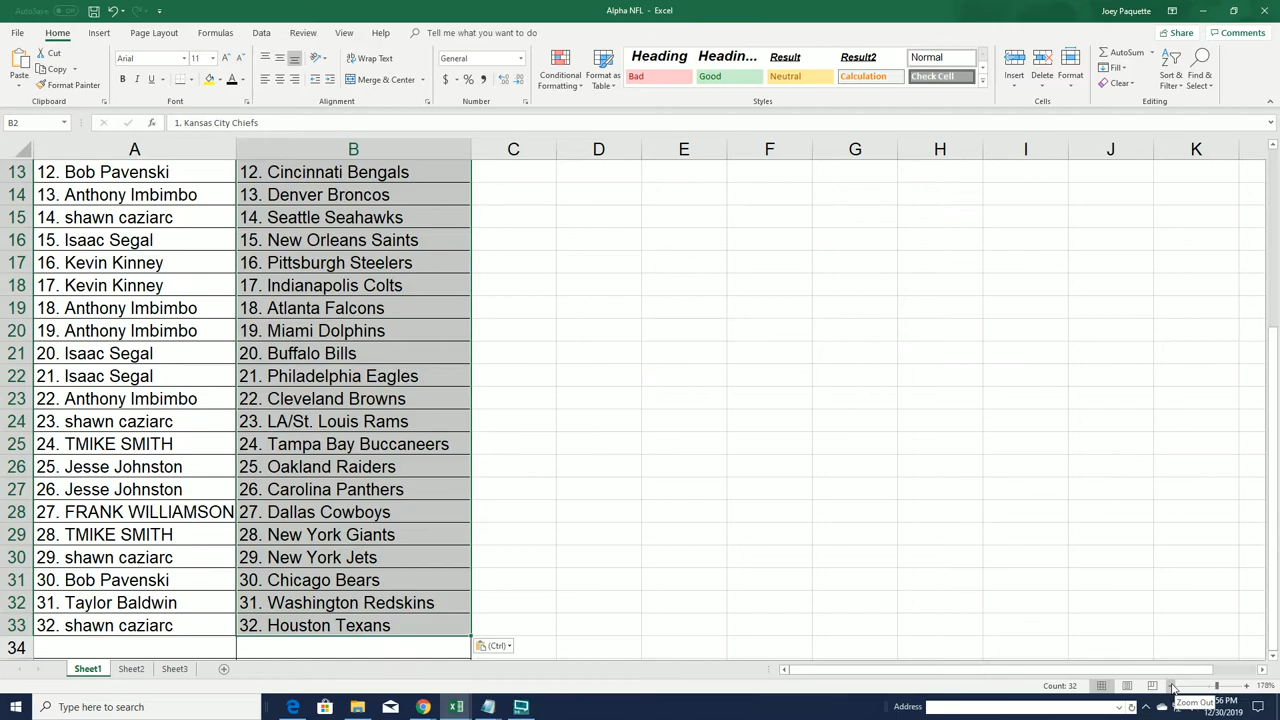 AutoSave Off
Alpha NFL - Excel
Joey Paquette
File Home Insert Page Layout Formulas Data Review View Help Tell me what you want to do
Share Comments
Paste Cut Copy Format Painter
Clipboard
Arial 11
B I U
Font
Wrap Text
Merge & Center
Alignment
General
$ % ,
Number
Conditional Formatting
Format as Table
Heading Headin... Result Result2 Normal
Bad Good Neutral Calculation Check Cell
Styles
Insert Delete Format
Cells
AutoSum
Fill
Clear
Sort & Filter
Find & Select
Editing
B2 fx 1. Kansas City Chiefs
A B C D E F G H I J K
13 12. Bob Pavenski 12. Cincinnati Bengals
14 13. Anthony Imbimbo 13. Denver Broncos
15 14. shawn caziarc 14. Seattle Seahawks
16 15. Isaac Segal 15. New Orleans Saints
17 16. Kevin Kinney 16. Pittsburgh Steelers
18 17. Kevin Kinney 17. Indianapolis Colts
19 18. Anthony Imbimbo 18. Atlanta Falcons
20 19. Anthony Imbimbo 19. Miami Dolphins
21 20. Isaac Segal 20. Buffalo Bills
22 21. Isaac Segal 21. Philadelphia Eagles
23 22. Anthony Imbimbo 22. Cleveland Browns
24 23. shawn caziarc 23. LA/St. Louis Rams
25 24. TMIKE SMITH 24. Tampa Bay Buccaneers
26 25. Jesse Johnston 25. Oakland Raiders
27 26. Jesse Johnston 26. Carolina Panthers
28 27. FRANK WILLIAMSON 27. Dallas Cowboys
29 28. TMIKE SMITH 28. New York Giants
30 29. shawn caziarc 29. New York Jets
31 30. Bob Pavenski 30. Chicago Bears
32 31. Taylor Baldwin 31. Washington Redskins
33 32. shawn caziarc 32. Houston Texans
34
(Ctrl)
Sheet1 Sheet2 Sheet3
Count: 32
178%
Zoom Out
Type here to search
Address
12/30/2019